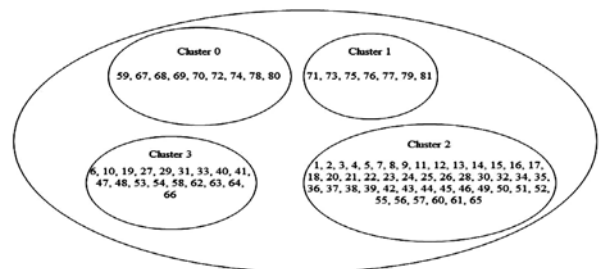 Cluster 0
59, 67, 68, 69, 70, 72, 74, 78, 80
Cluster 1
71, 73, 75, 76, 77, 79, 81
Cluster 3
6, 10, 19, 27, 29, 31, 33, 40, 41,
47, 48, 53, 54, 58, 62, 63, 64,
66
Cluster 2
1, 2, 3, 4, 5, 7, 8, 9, 11, 12, 13, 14, 15, 16, 17,
18, 20, 21, 22, 23, 24, 25, 26, 28, 30, 32, 34, 35,
36, 37, 38, 39, 42, 43, 44, 45, 46, 49, 50, 51, 52,
55, 56, 57, 60, 61, 65